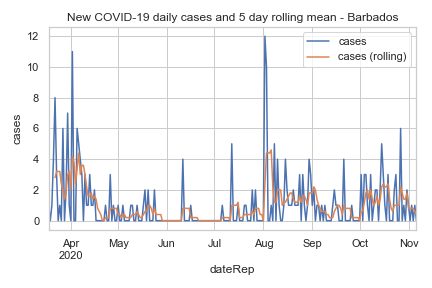 New COVID-19 daily cases and 5 day rolling mean - Barbados
cases
cases (rolling)
12
10
8
6
4
2
0
cases
Apr
2020
May
Jun
Jul
Aug
Sep
Oct
Nov
dateRep